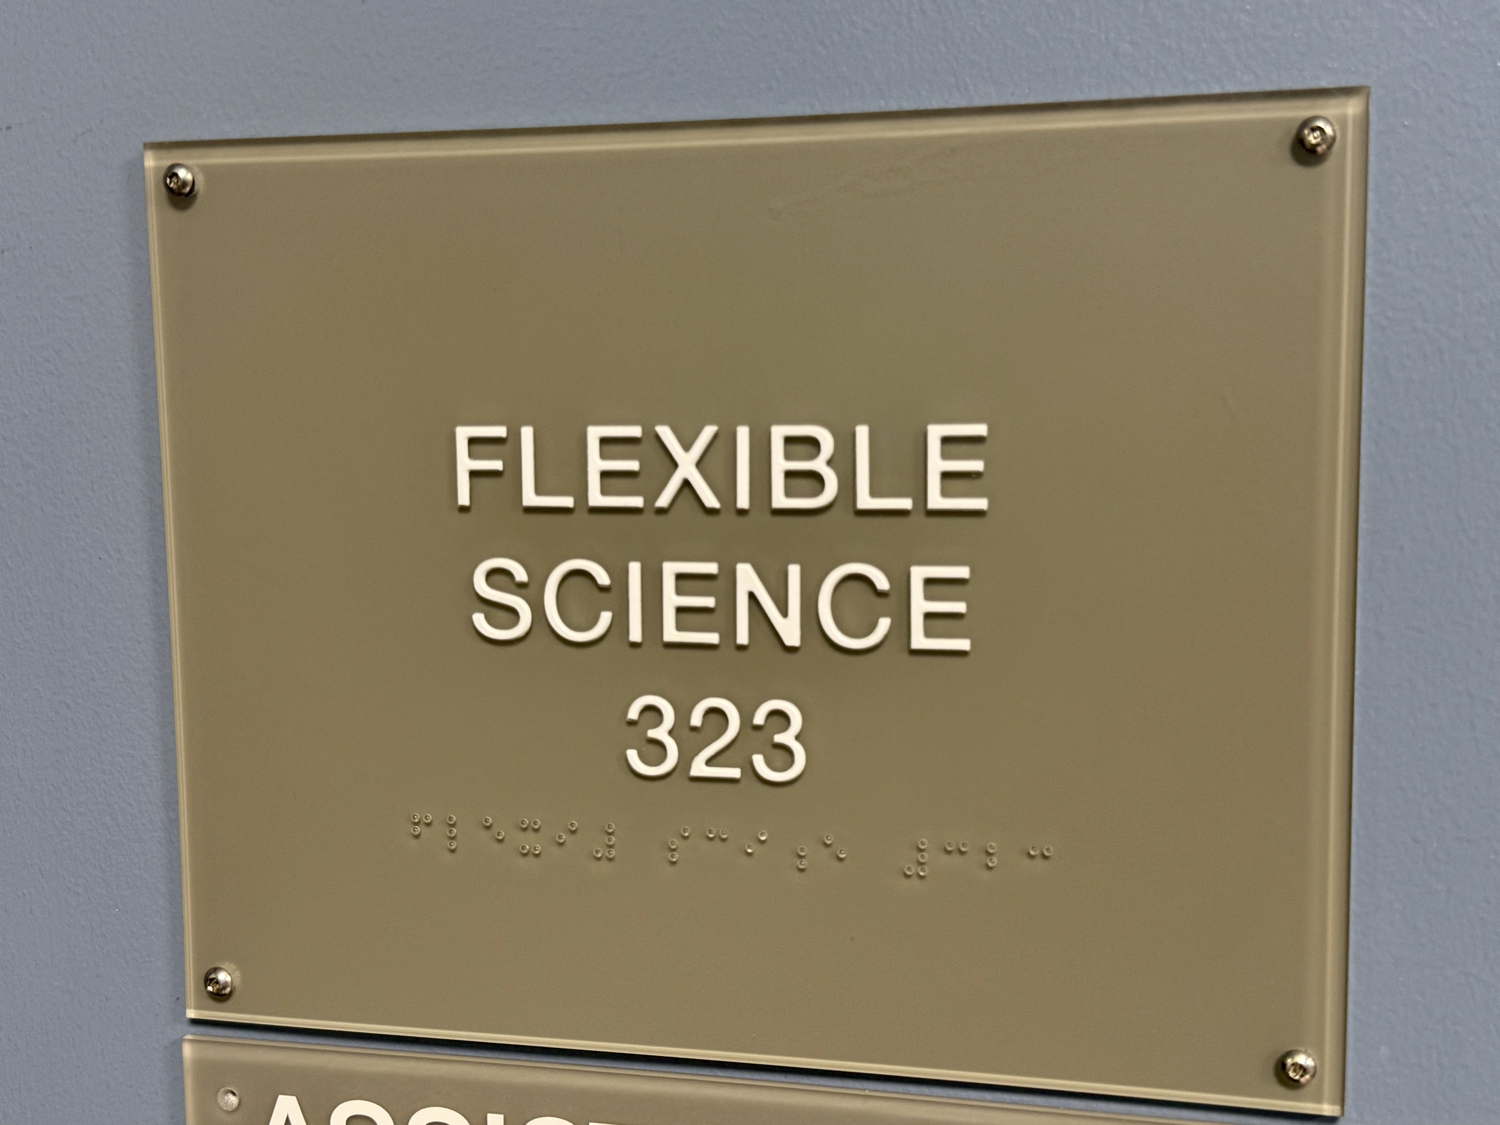 FLEXIBLE
SCIENCE
323
⠋⠇⠑⠭⠊⠼ ⠎⠉⠊⠢⠉⠑ ⠼⠉⠃⠉